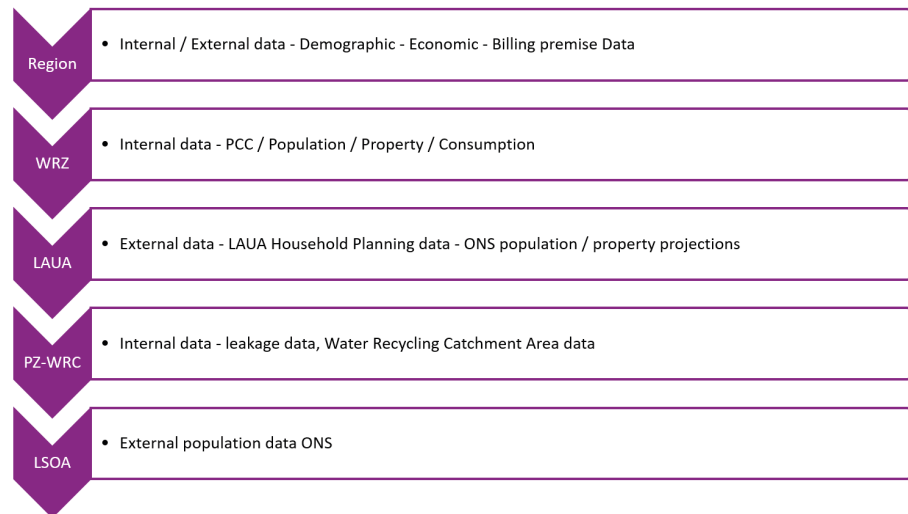 Region
• Internal / External data - Demographic - Economic - Billing premise Data
WRZ
• Internal data - PCC / Population / Property / Consumption
LAUA
• External data - LAUA Household Planning data - ONS population / property projections
PZ-WRC
• Internal data - leakage data, Water Recycling Catchment Area data
LSOA
• External population data ONS